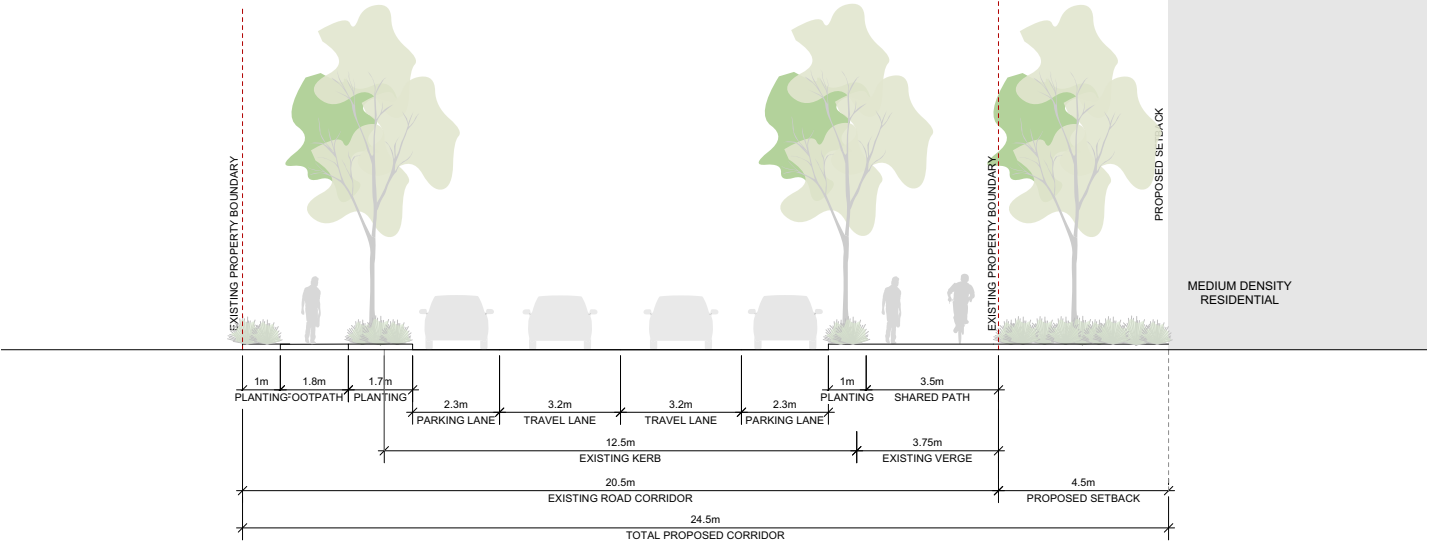 EXISTING PROPERTY BOUNDARY
EXISTING PROPERTY BOUNDARY
PROPOSED SETBACK
MEDIUM DENSITY
RESIDENTIAL
1m
1.8m
1.7m
1m
3.5m
PLANTING
FOOTPATH
PLANTING
PLANTING
SHARED PATH
2.3m
3.2m
3.2m
2.3m
PARKING LANE
TRAVEL LANE
TRAVEL LANE
PARKING LANE
12.5m
3.75m
EXISTING KERB
EXISTING VERGE
20.5m
4.5m
EXISTING ROAD CORRIDOR
PROPOSED SETBACK
24.5m
TOTAL PROPOSED CORRIDOR